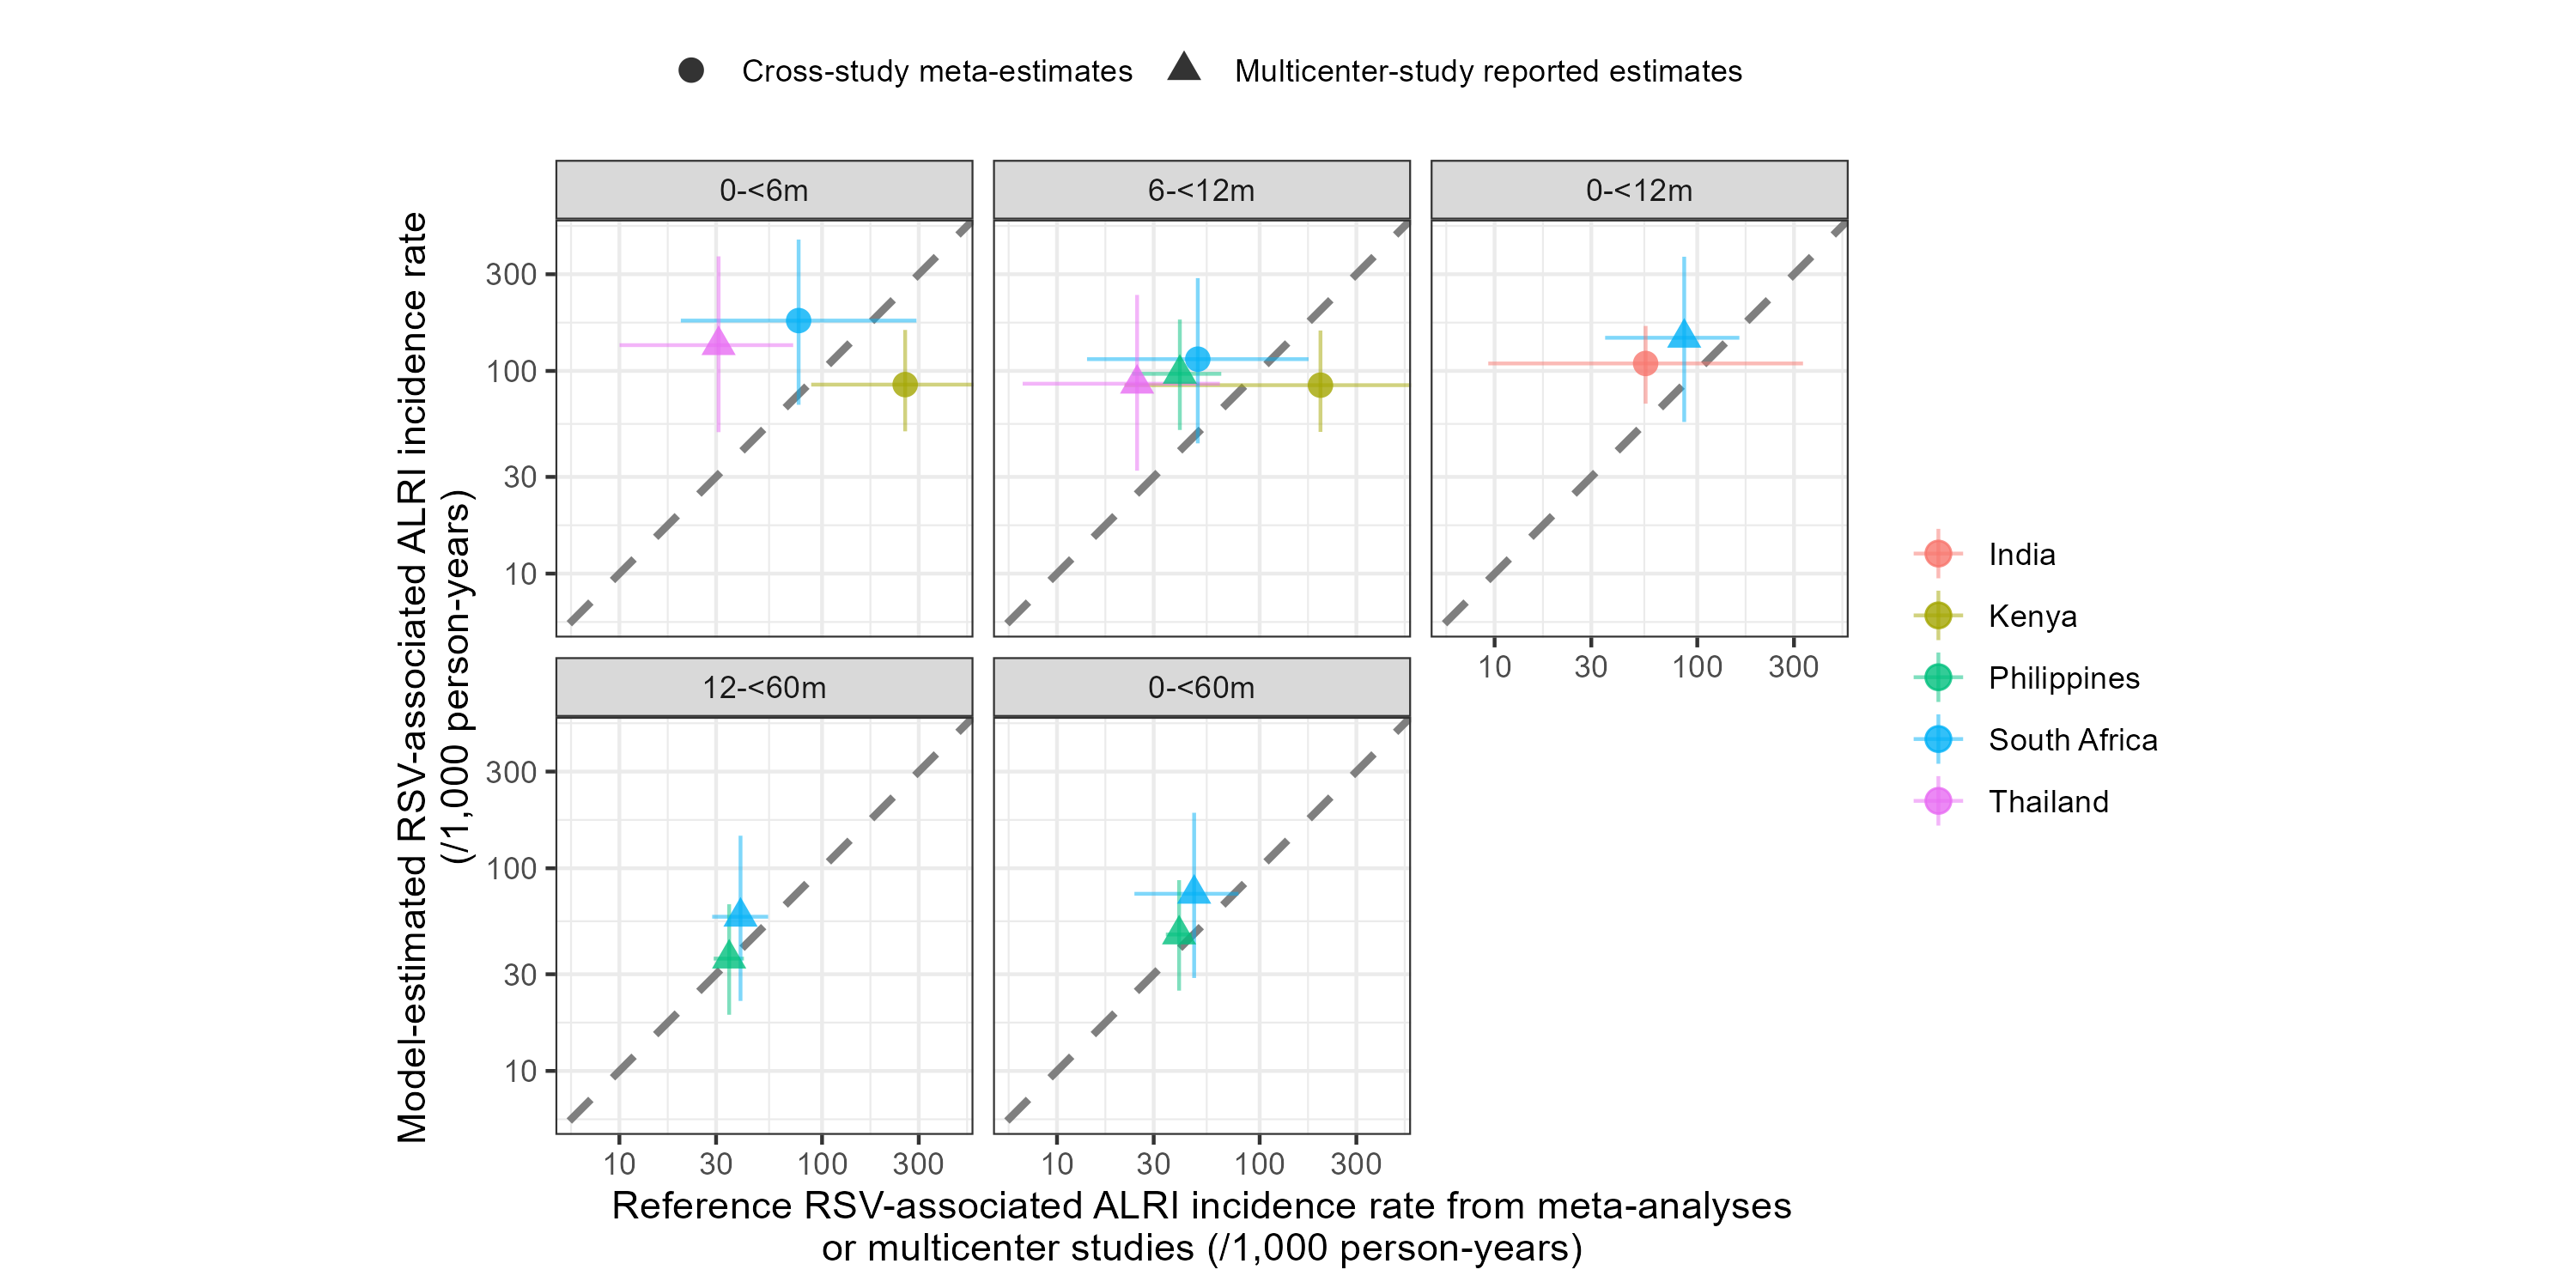 Cross-study meta-estimates
Multicenter-study reported estimates
0-<6m
6-<12m
0-<12m
300
100
30
10
10
30
100
300
12-<60m
0-<60m
300
100
30
10
10
30
100
300
10
30
100
300
Model-estimated RSV-associated ALRI incidence rate
(/1,000 person-years)
Reference RSV-associated ALRI incidence rate from meta-analyses
or multicenter studies (/1,000 person-years)
India
Kenya
Philippines
South Africa
Thailand